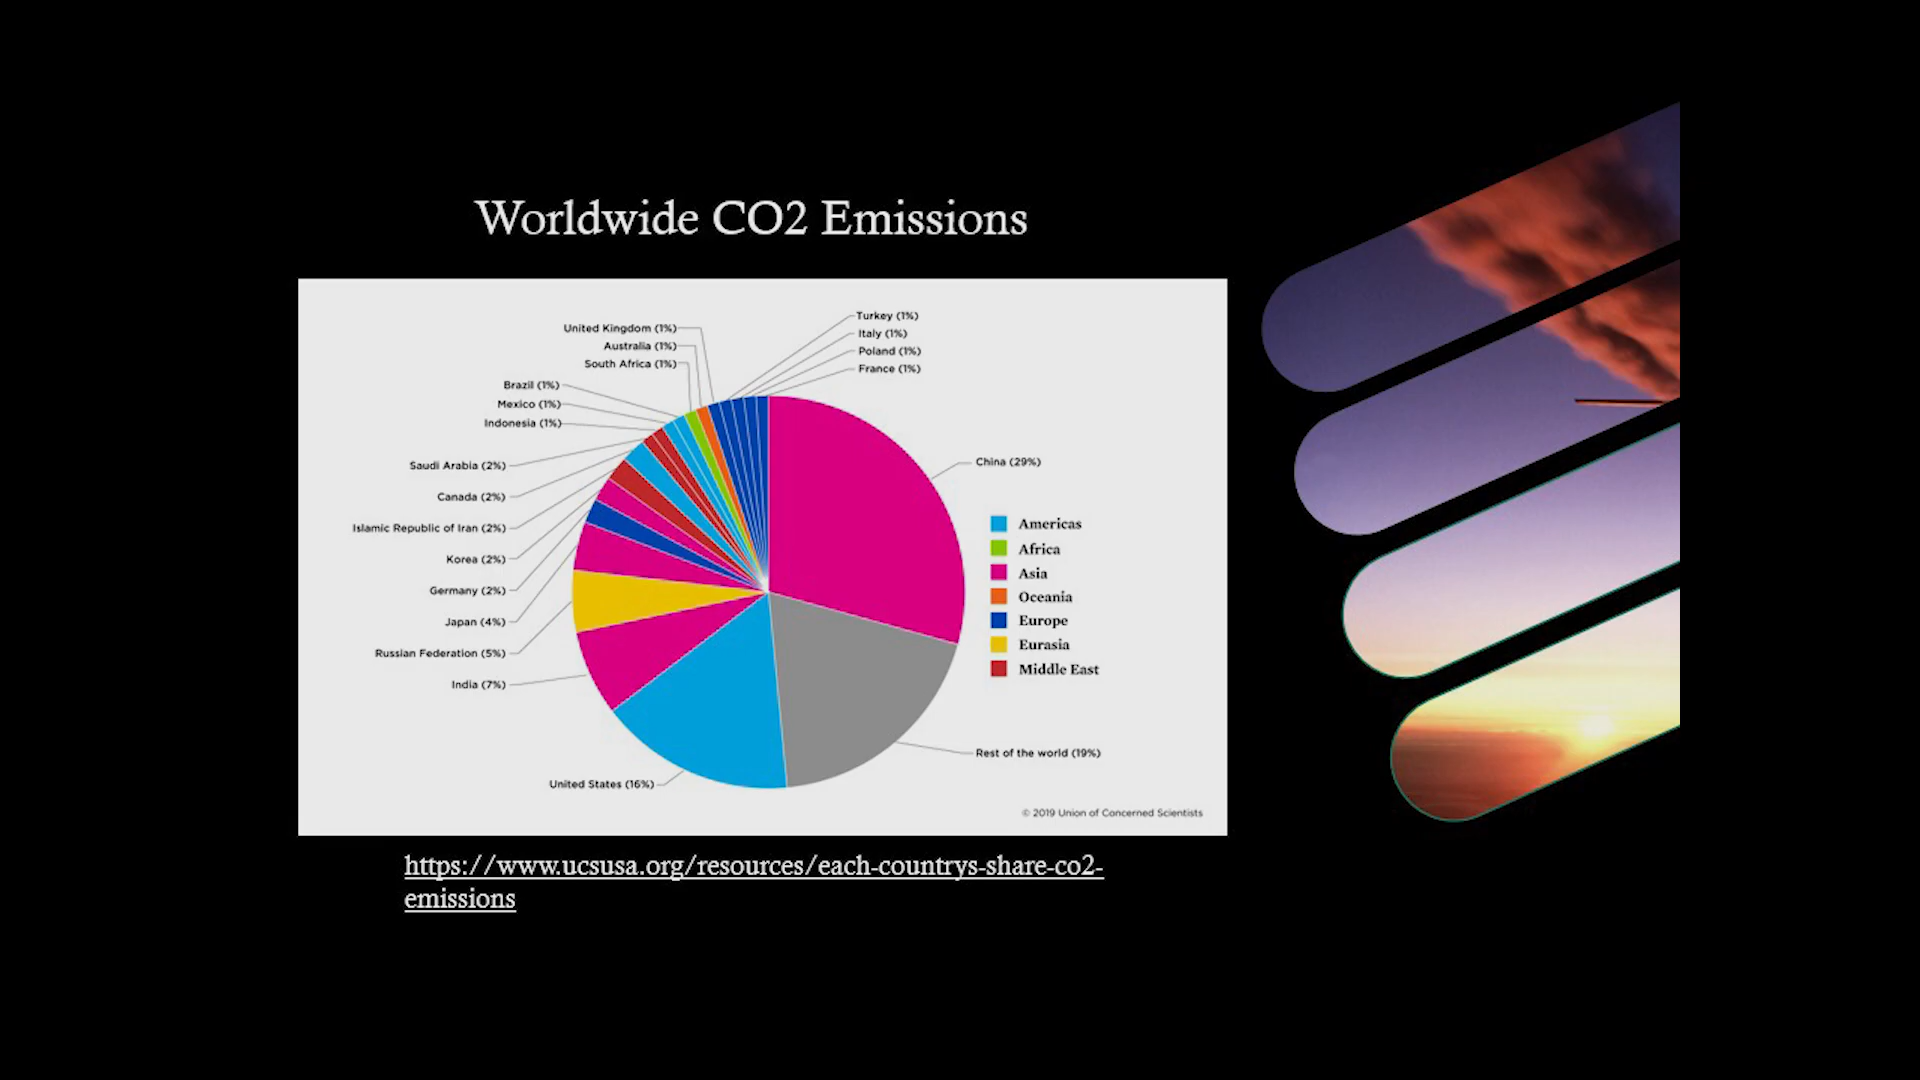 Worldwide CO2 Emissions
United Kingdom (1%)
Australia (1%)
South Africa (1%)
Brazil (1%)
Mexico (1%)
Indonesia (1%)
Saudi Arabia (2%)
Canada (2%)
Islamic Republic of Iran (2%)
Korea (2%)
Germany (2%)
Japan (4%)
Russian Federation (5%)
India (7%)
United States (16%)
Turkey (1%)
Italy (1%)
Poland (1%)
France (1%)
China (29%)
Americas
Africa
Asia
Oceania
Europe
Eurasia
Middle East
Rest of the world (19%)
© 2019 Union of Concerned Scientists
https://www.ucsusa.org/resources/each-countrys-share-co2-
emissions